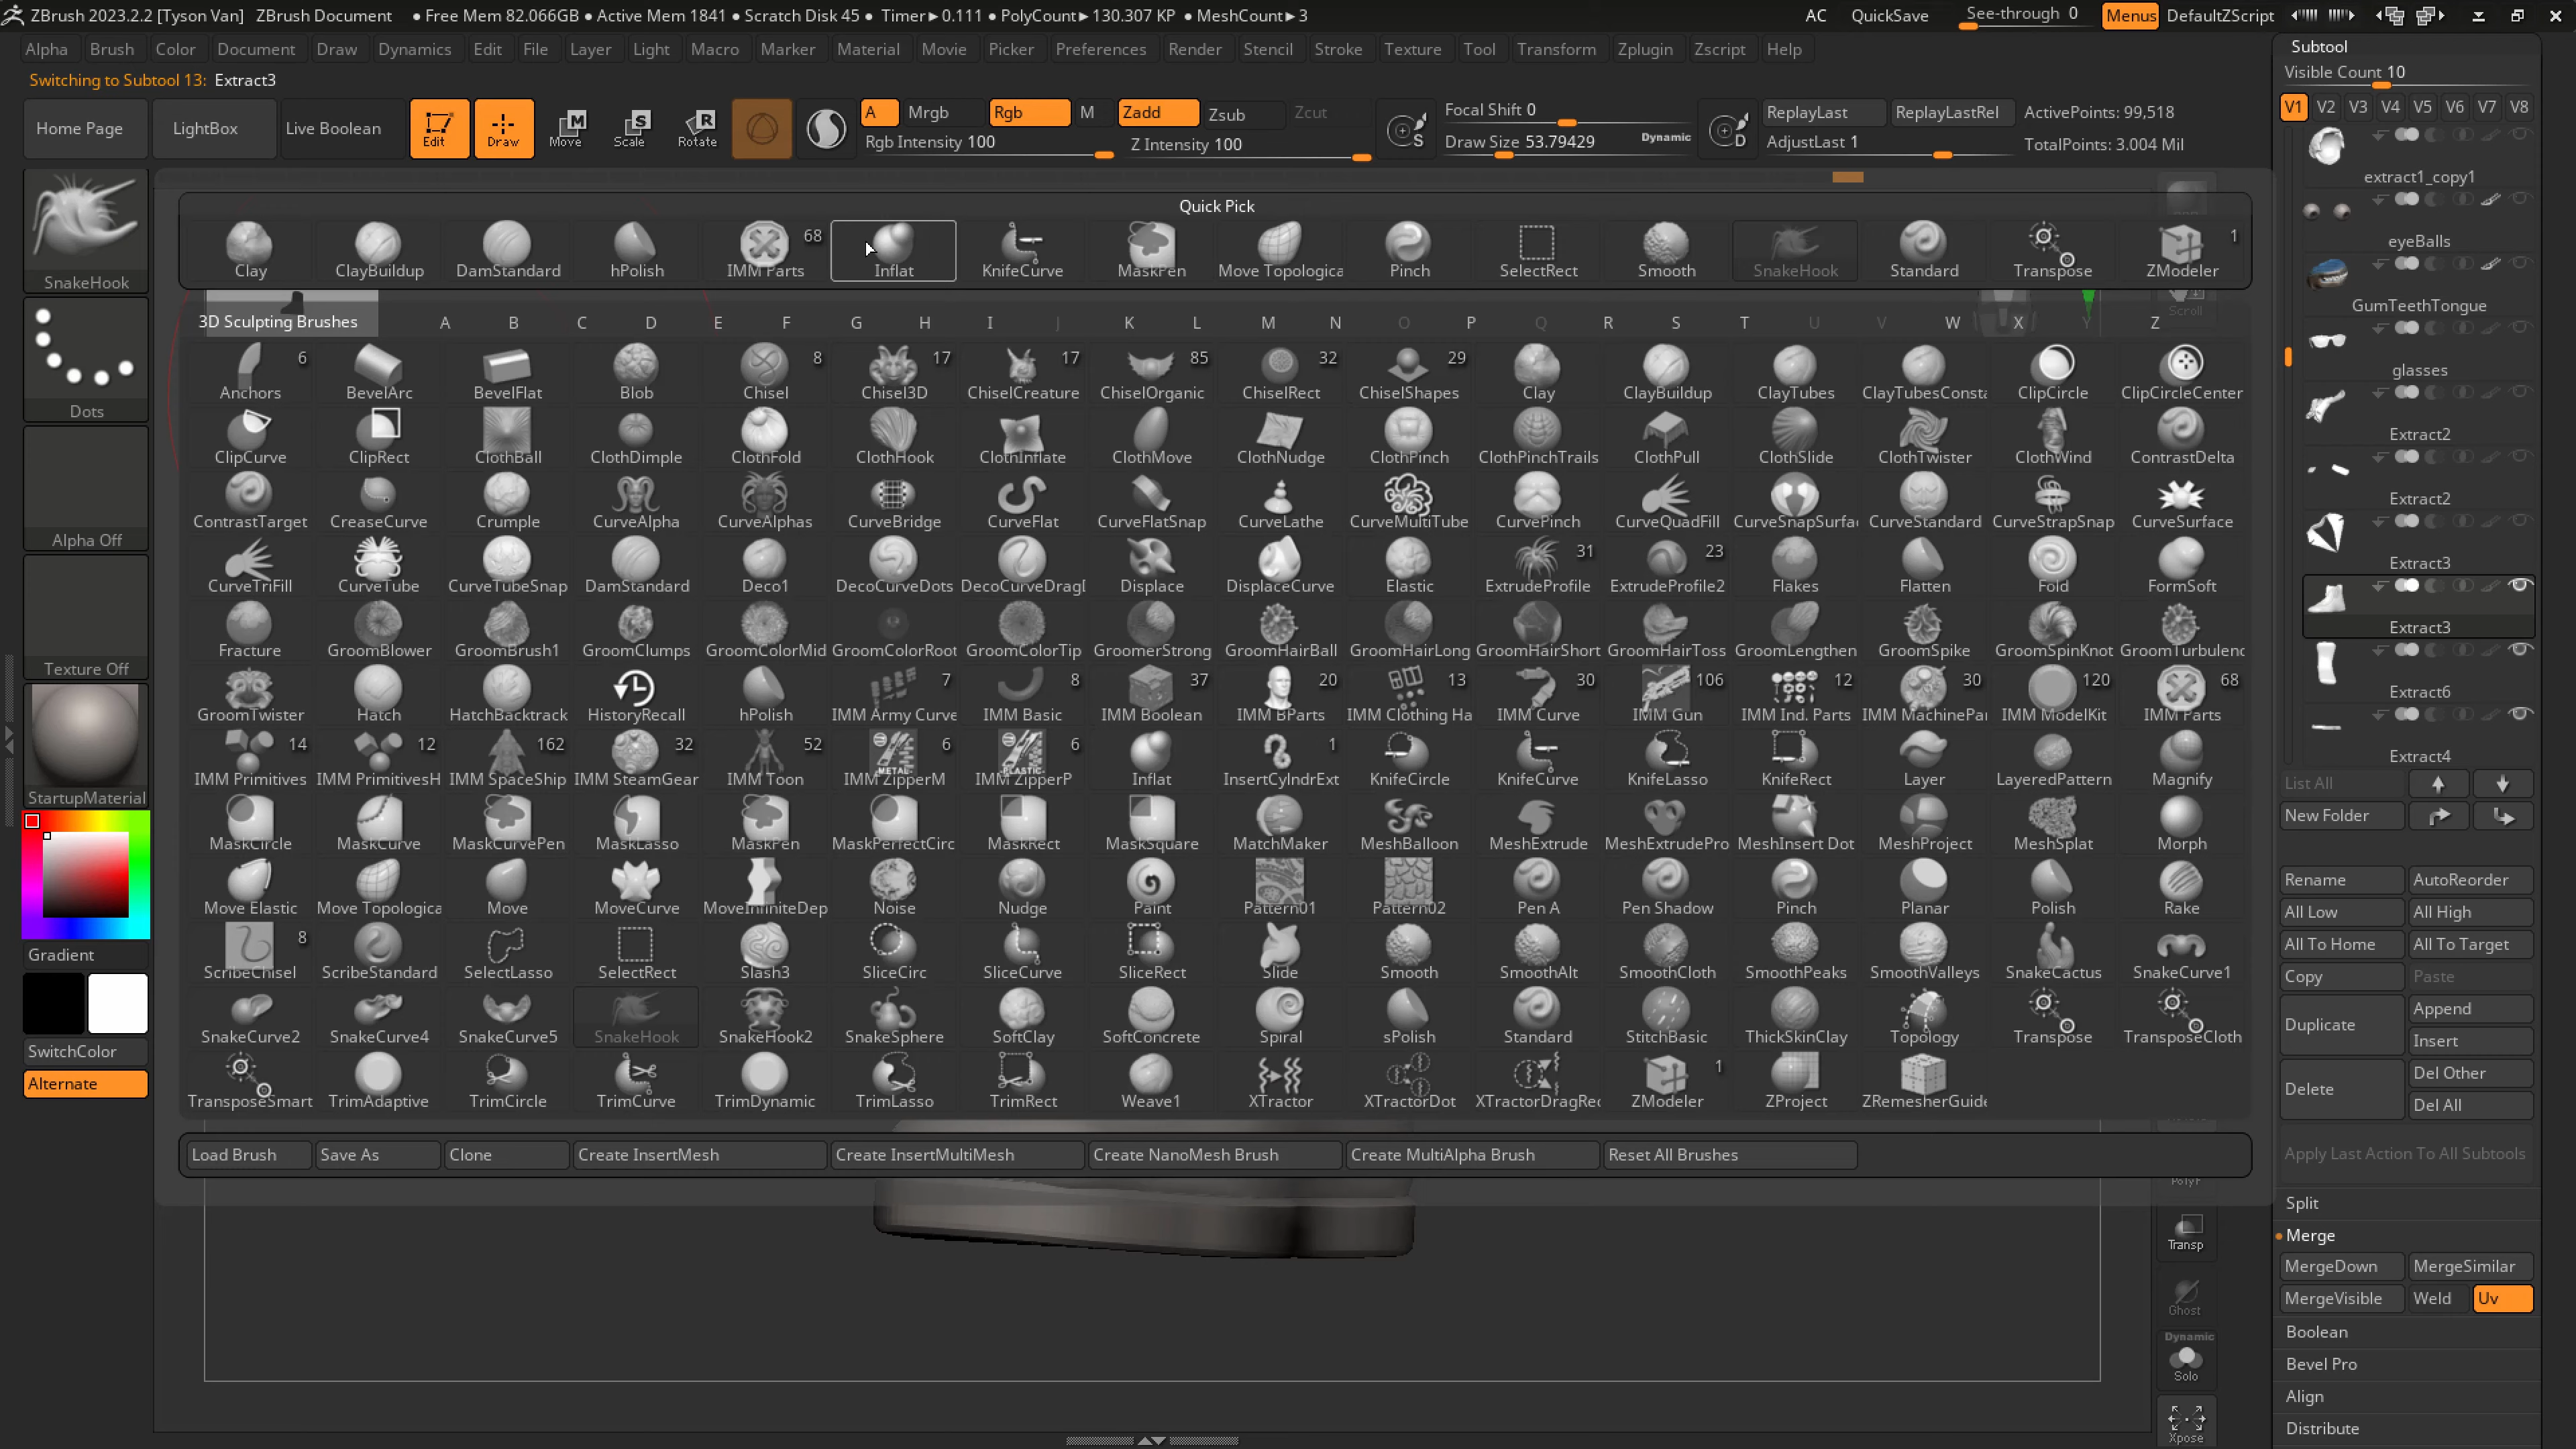 ZBrush 2023.2.2 [Tyson Van] ZBrush Document ● Free Mem 82.066GB ● Active Mem 1841 ● Scratch Disk 45 ● Timer►0.111 ● PolyCount►130.307 KP ● MeshCount►3 AC QuickSave See-through 0 Menus DefaultZScript
Alpha Brush Color Document Draw Dynamics Edit File Layer Light Macro Marker Material Movie Picker Preferences Render Stencil Stroke Texture Tool Transform Zplugin Zscript Help
Switching to Subtool 13: Extract3
Home Page LightBox Live Boolean Edit Draw Move Scale Rotate
A Mrgb Rgb M Zadd Zsub Zcut
Rgb Intensity 100 Z Intensity 100
Focal Shift 0
Draw Size 53.79429 Dynamic
ReplayLast ReplayLastRel ActivePoints: 99,518
AdjustLast 1 TotalPoints: 3.004 Mil
SnakeHook
Dots
Alpha Off
Texture Off
StartupMaterial
Gradient
SwitchColor
Alternate
Quick Pick
68 1
Clay ClayBuildup DamStandard hPolish IMM Parts Inflat KnifeCurve MaskPen Move Topologica Pinch SelectRect Smooth SnakeHook Standard Transpose ZModeler
3D Sculpting Brushes A B C D E F G H I J K L M N O P Q R S T U V W X Y Z
6 8 17 17 85 32 29
Anchors BevelArc BevelFlat Blob Chisel Chisel3D ChiselCreature ChiselOrganic ChiselRect ChiselShapes Clay ClayBuildup ClayTubes ClayTubesConsta ClipCircle ClipCircleCenter
ClipCurve ClipRect ClothBall ClothDimple ClothFold ClothHook ClothInflate ClothMove ClothNudge ClothPinch ClothPinchTrails ClothPull ClothSlide ClothTwister ClothWind ContrastDelta
ContrastTarget CreaseCurve Crumple CurveAlpha CurveAlphas CurveBridge CurveFlat CurveFlatSnap CurveLathe CurveMultiTube CurvePinch CurveQuadFill CurveSnapSurfa CurveStandard CurveStrapSnap CurveSurface
31 23
CurveTriFill CurveTube CurveTubeSnap DamStandard Deco1 DecoCurveDots DecoCurveDragD Displace DisplaceCurve Elastic ExtrudeProfile ExtrudeProfile2 Flakes Flatten Fold FormSoft
Fracture GroomBlower GroomBrush1 GroomClumps GroomColorMid GroomColorRoot GroomColorTip GroomerStrong GroomHairBall GroomHairLong GroomHairShort GroomHairToss GroomLengthen GroomSpike GroomSpinKnot GroomTurbulenc
7 8 37 20 13 30 106 12 30 120 68
GroomTwister Hatch HatchBacktrack HistoryRecall hPolish IMM Army Curve IMM Basic IMM Boolean IMM BParts IMM Clothing Ha IMM Curve IMM Gun IMM Ind. Parts IMM MachinePar IMM ModelKit IMM Parts
14 12 162 32 52 6 6 1
IMM Primitives IMM PrimitivesH IMM SpaceShip IMM SteamGear IMM Toon IMM ZipperM IMM ZipperP Inflat InsertCylndrExt KnifeCircle KnifeCurve KnifeLasso KnifeRect Layer LayeredPattern Magnify
MaskCircle MaskCurve MaskCurvePen MaskLasso MaskPen MaskPerfectCirc MaskRect MaskSquare MatchMaker MeshBalloon MeshExtrude MeshExtrudePro MeshInsert Dot MeshProject MeshSplat Morph
Move Elastic Move Topologica Move MoveCurve MoveInfiniteDep Noise Nudge Paint Pattern01 Pattern02 Pen A Pen Shadow Pinch Planar Polish Rake
8
ScribeChisel ScribeStandard SelectLasso SelectRect Slash3 SliceCirc SliceCurve SliceRect Slide Smooth SmoothAlt SmoothCloth SmoothPeaks SmoothValleys SnakeCactus SnakeCurve1
SnakeCurve2 SnakeCurve4 SnakeCurve5 SnakeHook SnakeHook2 SnakeSphere SoftClay SoftConcrete Spiral sPolish Standard StitchBasic ThickSkinClay Topology Transpose TransposeCloth
1
TransposeSmart TrimAdaptive TrimCircle TrimCurve TrimDynamic TrimLasso TrimRect Weave1 XTractor XTractorDot XTractorDragRec ZModeler ZProject ZRemesherGuide
Load Brush Save As Clone Create InsertMesh Create InsertMultiMesh Create NanoMesh Brush Create MultiAlpha Brush Reset All Brushes
Scroll
PolyF
Transp
Ghost
Dynamic
Solo
Xpose
Subtool
Visible Count 10
V1 V2 V3 V4 V5 V6 V7 V8
extract1_copy1
eyeBalls
GumTeethTongue
glasses
Extract2
Extract2
Extract3
Extract3
Extract6
Extract4
List All
New Folder
Rename AutoReorder
All Low All High
All To Home All To Target
Copy Paste
Duplicate Append
Insert
Delete Del Other
Del All
Apply Last Action To All Subtools
Split
Merge
MergeDown MergeSimilar
MergeVisible Weld Uv
Boolean
Bevel Pro
Align
Distribute